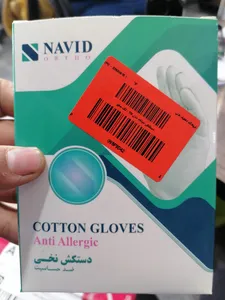 NAVID
ORTHO
COTTON GLOVES
Anti Allergic
دستکش نخی
ضد حساسیت